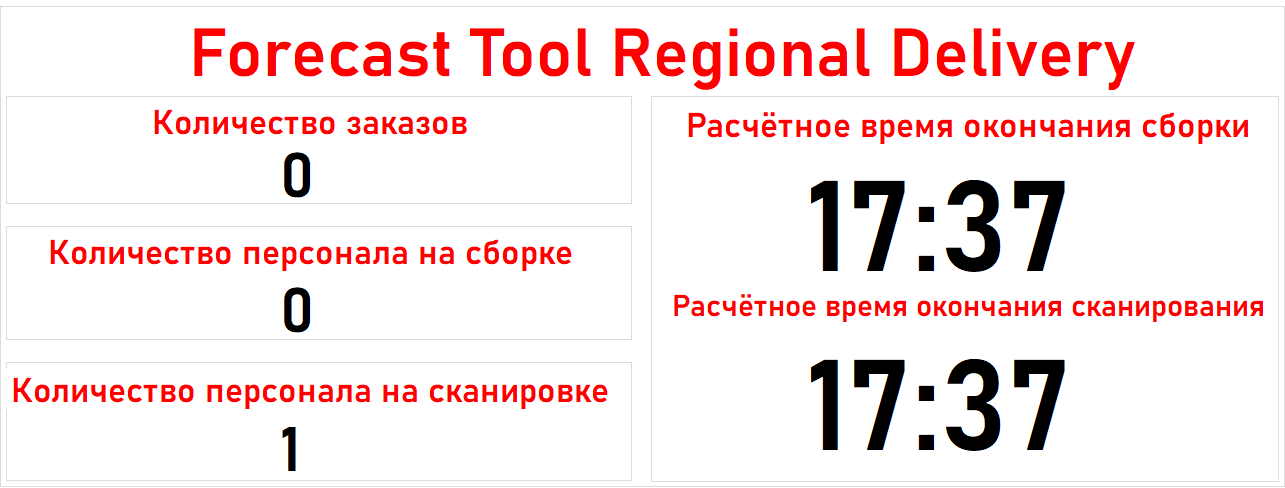 Forecast Tool Regional Delivery
Количество заказов
0
Количество персонала на сборке
0
Количество персонала на сканировке
1
Расчётное время окончания сборки
17:37
Расчётное время окончания сканирования
17:37